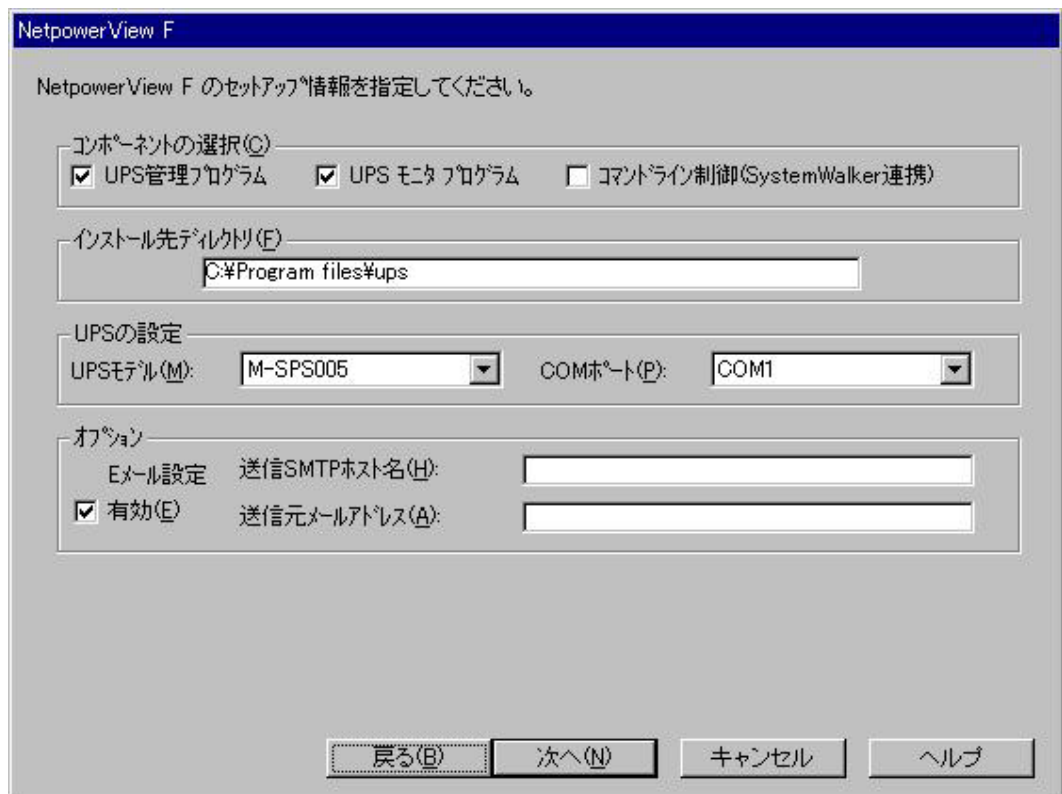 NetpowerView F
NetpowerView F のｾｯﾄｱｯﾌﾟ情報を指定してください。
ｺﾝﾎﾟｰﾈﾝﾄの選択(C)
UPS管理ﾌﾟﾛｸﾞﾗﾑ UPS ﾓﾆﾀ ﾌﾟﾛｸﾞﾗﾑ ｺﾏﾝﾄﾞﾗｲﾝ制御(SystemWalker連携)
ｲﾝｽﾄｰﾙ先ﾃﾞｨﾚｸﾄﾘ(F)
C:¥Program files¥ups
UPSの設定
UPSﾓﾃﾞﾙ(M): M-SPS005 COMﾎﾟｰﾄ(P): COM1
ｵﾌﾟｼｮﾝ
Eﾒｰﾙ設定 送信SMTPﾎｽﾄ名(H):
有効(E) 送信元ﾒｰﾙｱﾄﾞﾚｽ(A):
戻る(B) 次へ(N) キャンセル ヘルプ